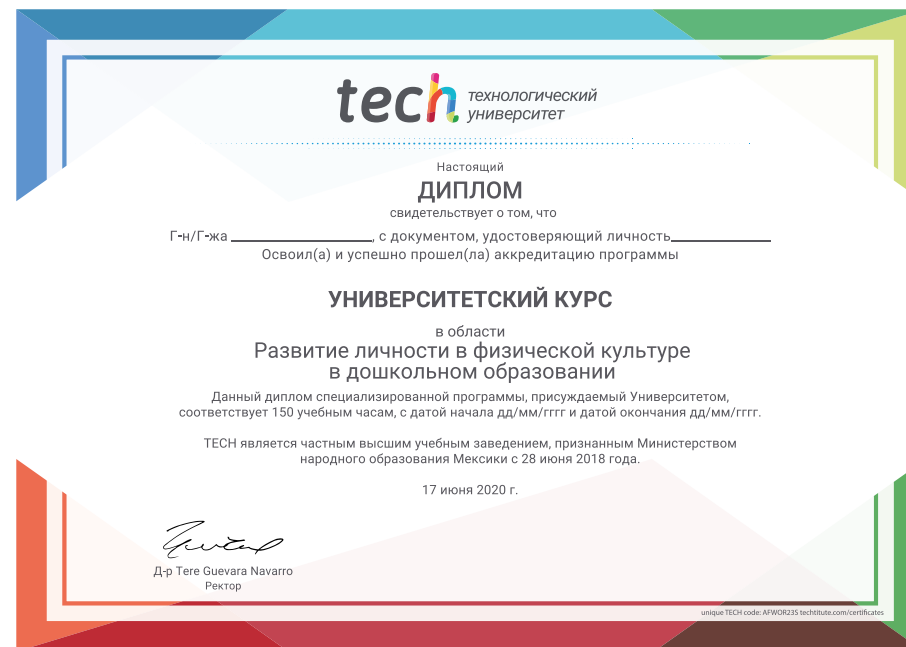 tech технологический
университет
Настоящий
ДИПЛОМ
свидетельствует о том, что
Г-н/Г-жа , с документом, удостоверяющий личность
Освоил(а) и успешно прошел(ла) аккредитацию программы
УНИВЕРСИТЕТСКИЙ КУРС
в области
Развитие личности в физической культуре
в дошкольном образовании
Данный диплом специализированной программы, присуждаемый Университетом,
соответствует 150 учебным часам, с датой начала дд/мм/гггг и датой окончания дд/мм/гггг.
TECH является частным высшим учебным заведением, признанным Министерством
народного образования Мексики с 28 июня 2018 года.
17 июня 2020 г.
Д-р Tere Guevara Navarro
Ректор
unique TECH code: AFWOR23S techtitute.com/certificates